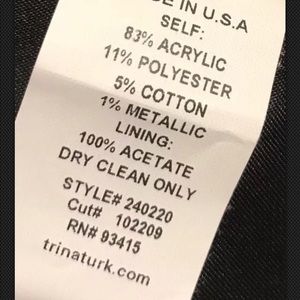 E IN U.S.A
SELF:
83% ACRYLIC
11% POLYESTER
5% COTTON
1% METALLIC
LINING:
100% ACETATE
DRY CLEAN ONLY
STYLE# 240220
Cut# 102209
RN# 93415
trinaturk.com